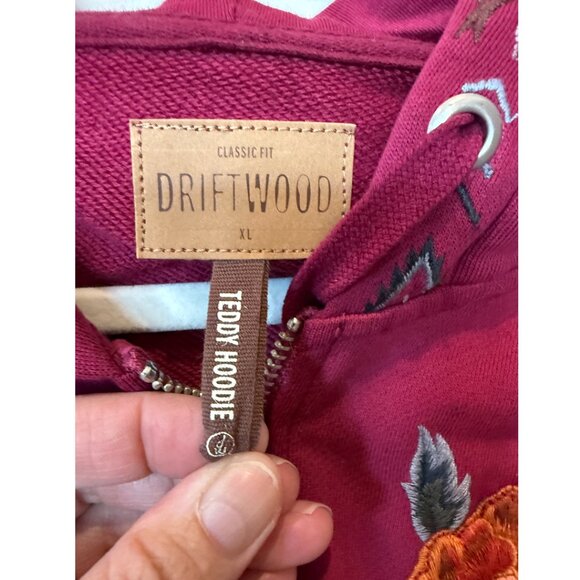 CLASSIC FIT
DRIFTWOOD
XL
TEDDY HOODIE